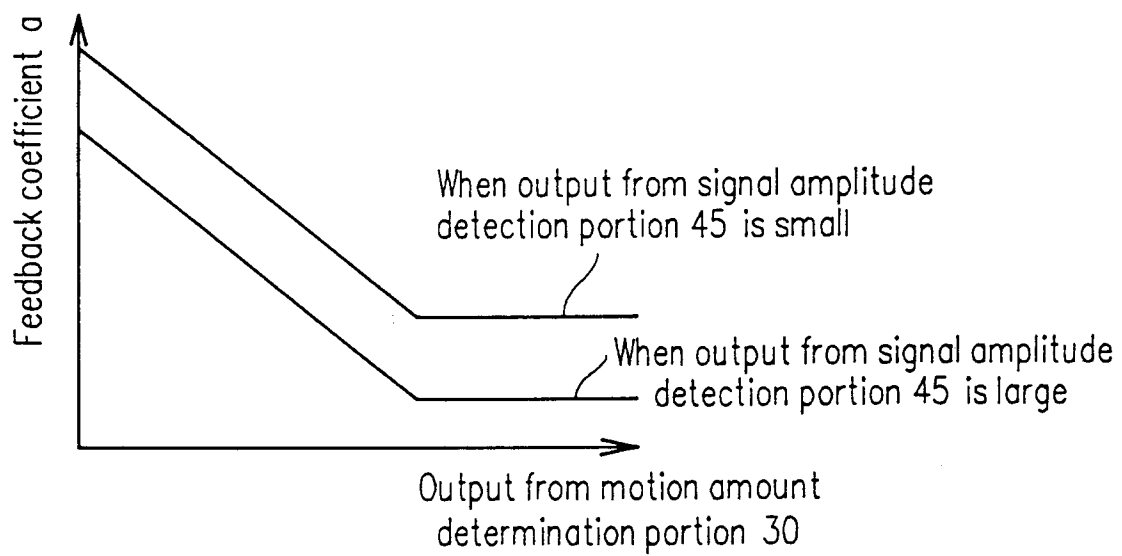 Feedback coefficient a
When output from signal amplitude
detection portion 45 is small
When output from signal amplitude
detection portion 45 is large
Output from motion amount
determination portion 30